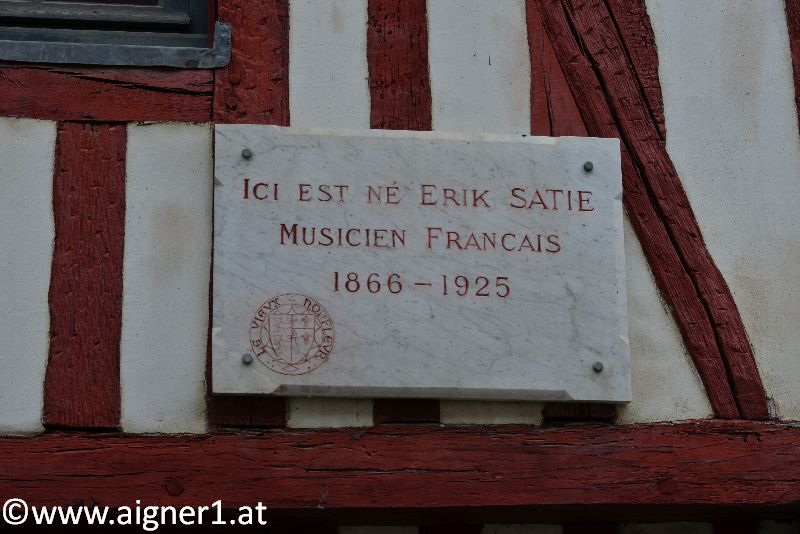 ICI EST NÉ ERIK SATIE
MUSICIEN FRANCAIS
1866 – 1925
LE VIEUX HONFLEUR
©www.aigner1.at